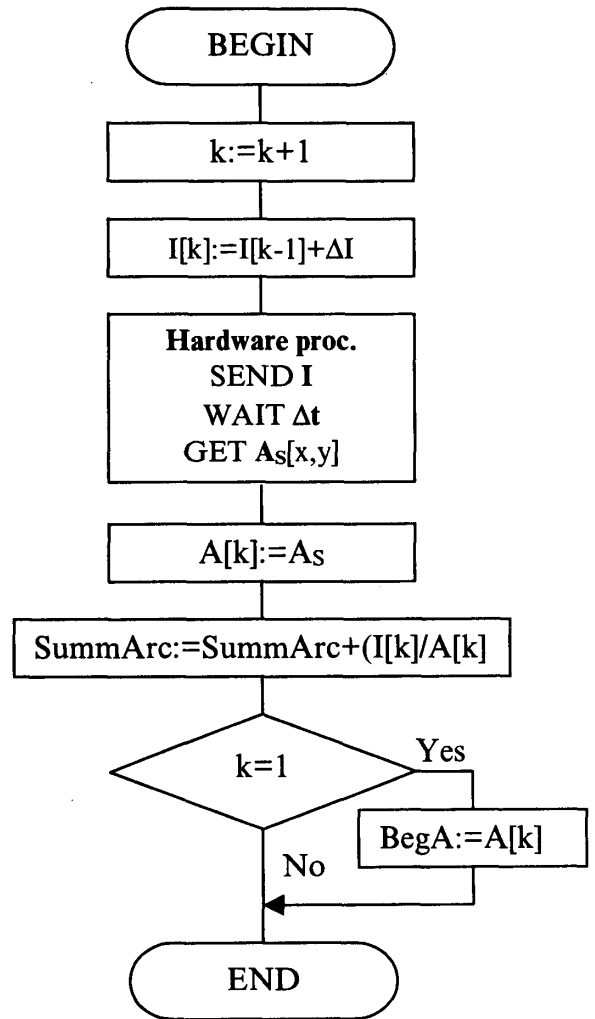 BEGIN
k:=k+1
I[k]:=I[k-1]+ΔI
Hardware proc.
SEND I
WAIT Δt
GET As[x,y]
A[k]:=As
SummArc:=SummArc+(I[k]/A[k]
k=1
Yes
BegA:=A[k]
No
END